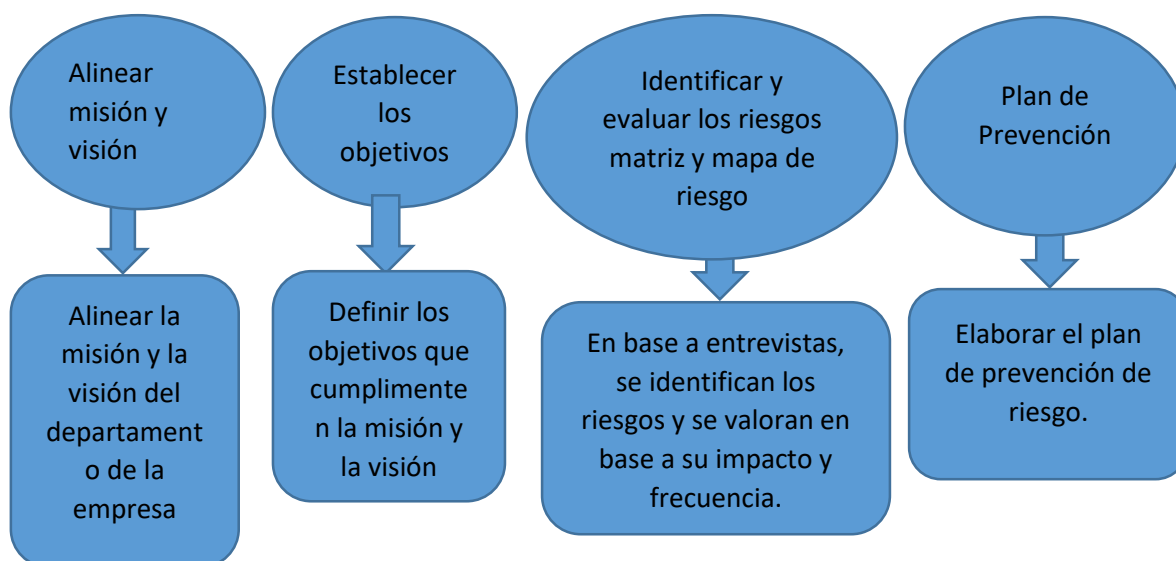 Alinear
misión y
visión
Establecer
los
objetivos
Identificar y
evaluar los riesgos
matriz y mapa de
riesgo
Plan de
Prevención
Alinear la
misión y la
visión del
departament
o de la
empresa
Definir los
objetivos que
cumplimente
n la misión y
la visión
En base a entrevistas,
se identifican los
riesgos y se valoran en
base a su impacto y
frecuencia.
Elaborar el plan
de prevención de
riesgo.